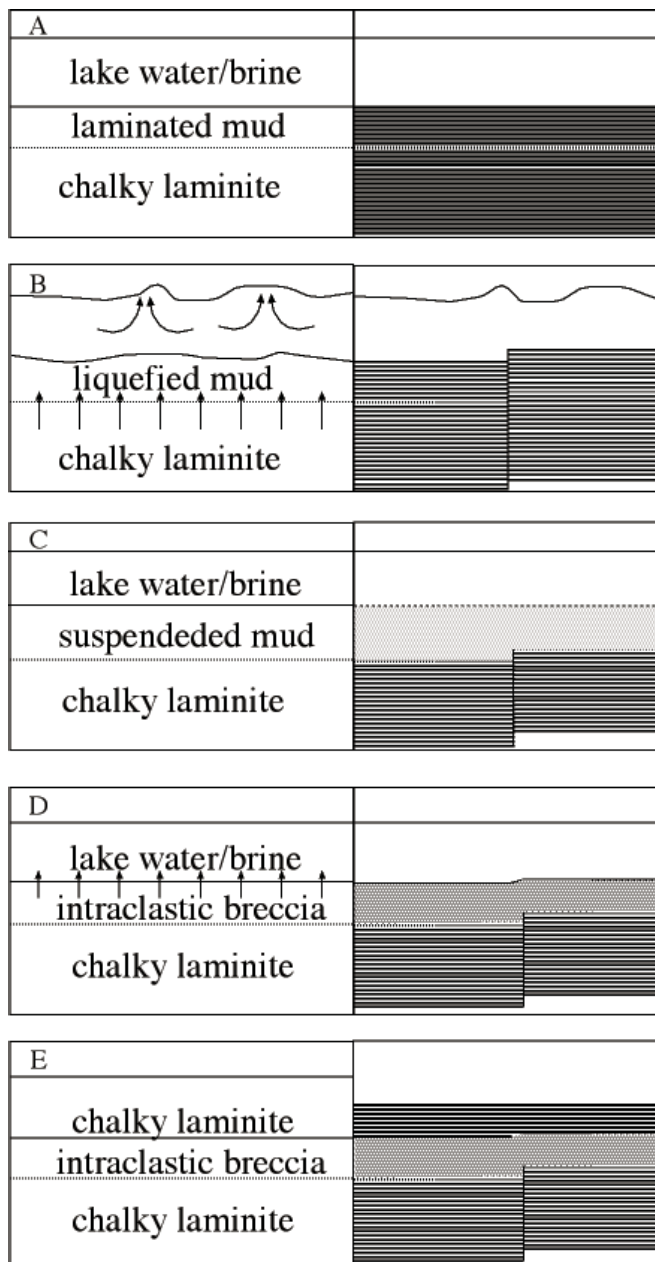 A
lake water/brine
laminated mud
chalky laminite
B
liquefied mud
chalky laminite
C
lake water/brine
suspendeded mud
chalky laminite
D
lake water/brine
intraclastic breccia
chalky laminite
E
chalky laminite
intraclastic breccia
chalky laminite